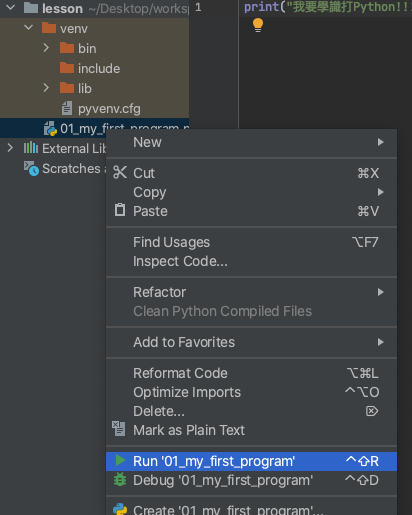 lesson ~/Desktop/works
1
print("我要學識打Python!!
venv
bin
include
lib
pyvenv.cfg
01_my_first_program.p
External Lib
Scratches a
New
Cut ⌘X
Copy
Paste ⌘V
Find Usages ⌥F7
Inspect Code...
Refactor
Clean Python Compiled Files
Add to Favorites
Reformat Code ⌥⌘L
Optimize Imports ^⌥O
Delete... ⌦
Mark as Plain Text
Run '01_my_first_program' ^⇧R
Debug '01_my_first_program' ^⇧D
Create '01_my_first_program'...